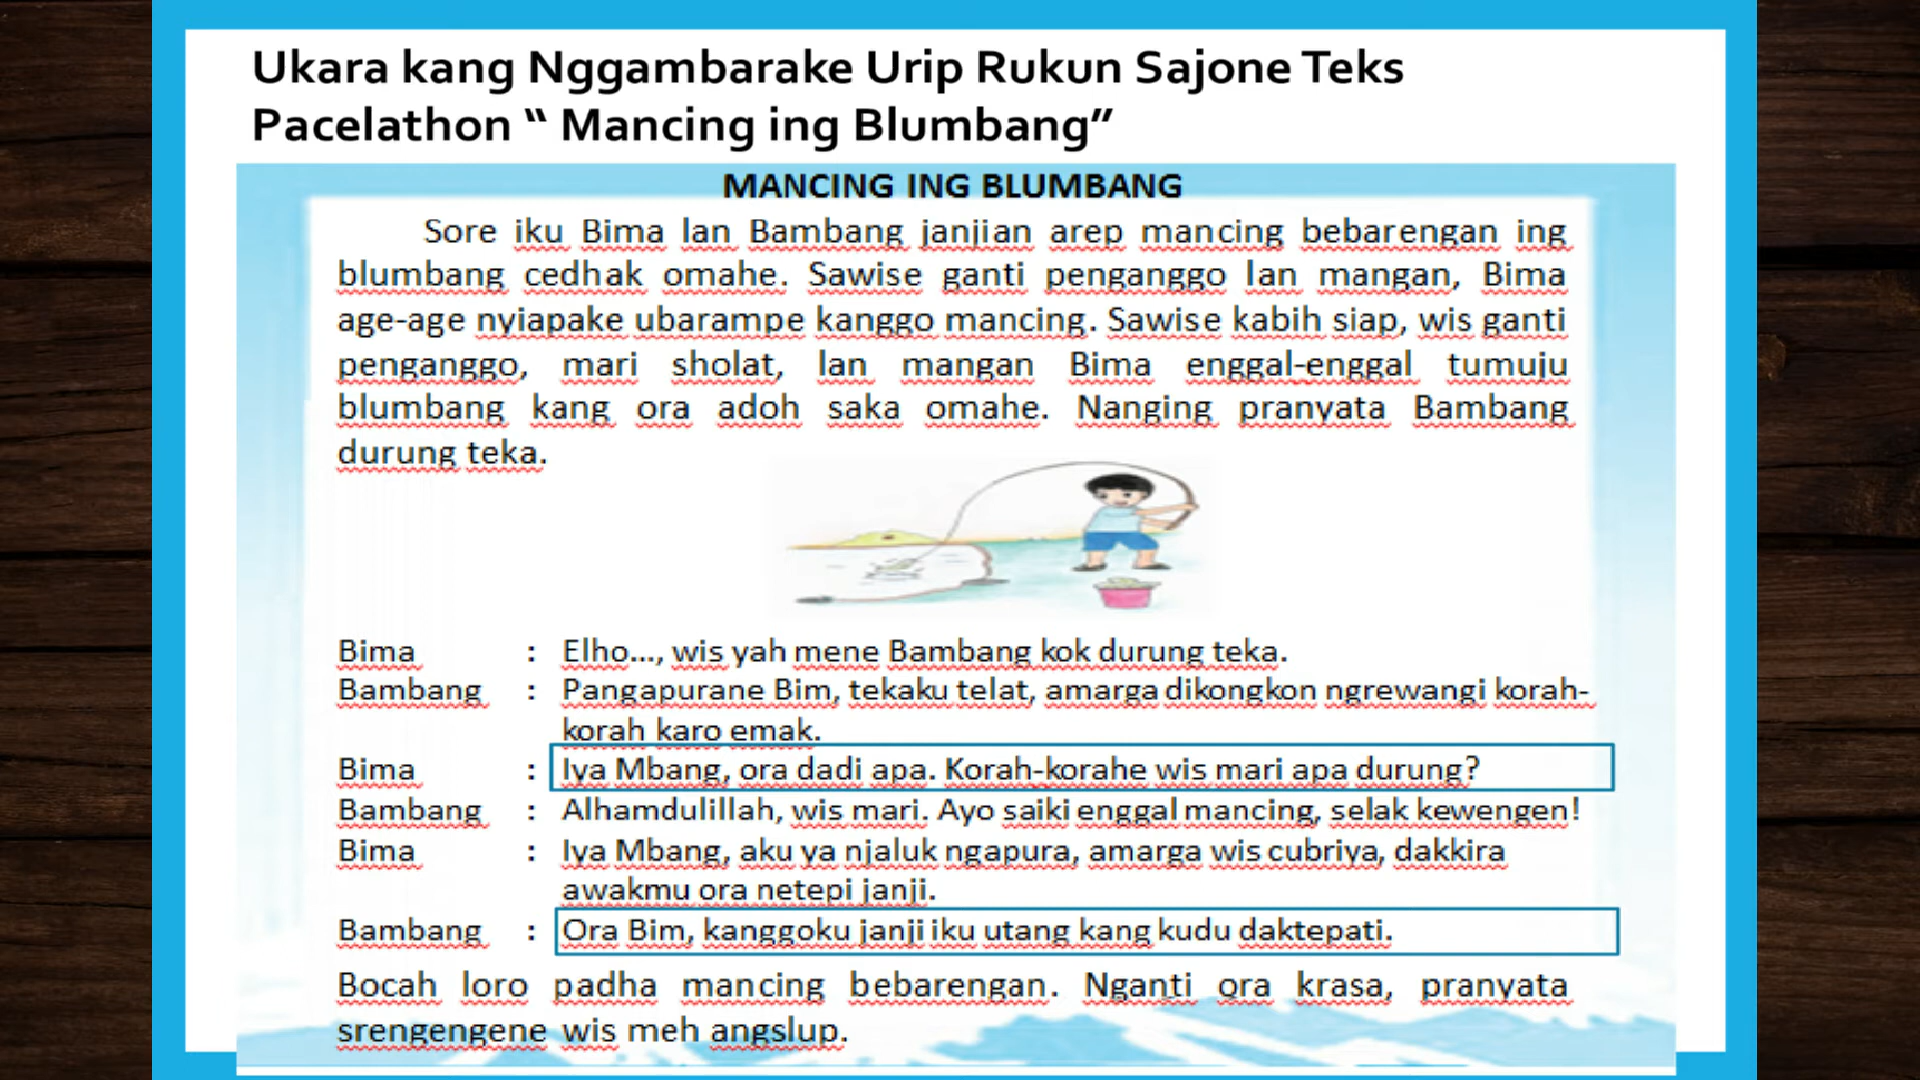 Ukara kang Nggambarake Urip Rukun Sajone Teks
Pacelathon “ Mancing ing Blumbang”
MANCING ING BLUMBANG
Sore iku Bima lan Bambang janjian arep mancing bebarengan ing
blumbang cedhak omahe. Sawise ganti penganggo lan mangan, Bima
age-age nyiapake ubarampe kanggo mancing. Sawise kabih siap, wis ganti
penganggo, mari sholat, lan mangan Bima enggal-enggal tumuju
blumbang kang ora adoh saka omahe. Nanging pranyata Bambang
durung teka.
Bima : Elho..., wis yah mene Bambang kok durung teka.
Bambang : Pangapurane Bim, tekaku telat, amarga dikongkon ngrewangi korah-
korah karo emak.
Bima : Iya Mbang, ora dadi apa. Korah-korahe wis mari apa durung?
Bambang : Alhamdulillah, wis mari. Ayo saiki enggal mancing, selak kewengen!
Bima : Iya Mbang, aku ya njaluk ngapura, amarga wis cubriya, dakkira
awakmu ora netepi janji.
Bambang : Ora Bim, kanggoku janji iku utang kang kudu daktepati.
Bocah loro padha mancing bebarengan. Nganti ora krasa, pranyata
srengengene wis meh angslup.